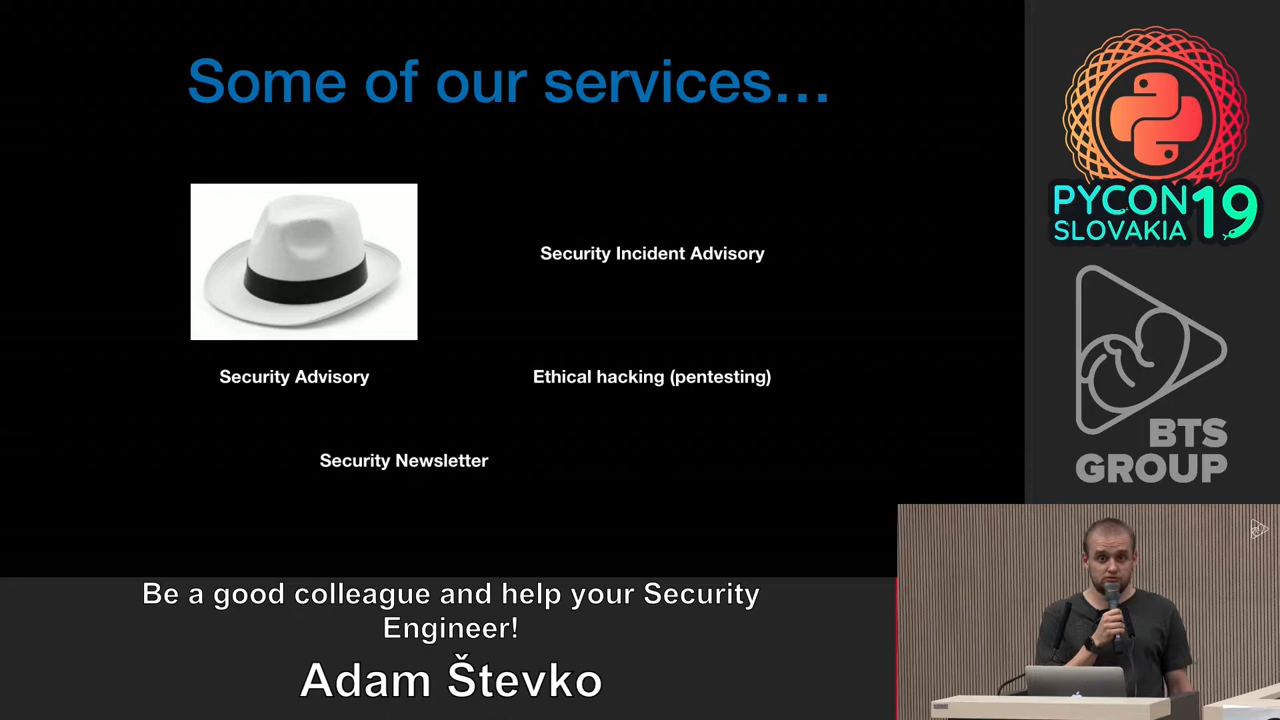 Some of our services...
Security Incident Advisory
Security Advisory
Ethical hacking (pentesting)
Security Newsletter
PYCON
SLOVAKIA
19
BTS
GROUP
Be a good colleague and help your Security
Engineer!
Adam Števko